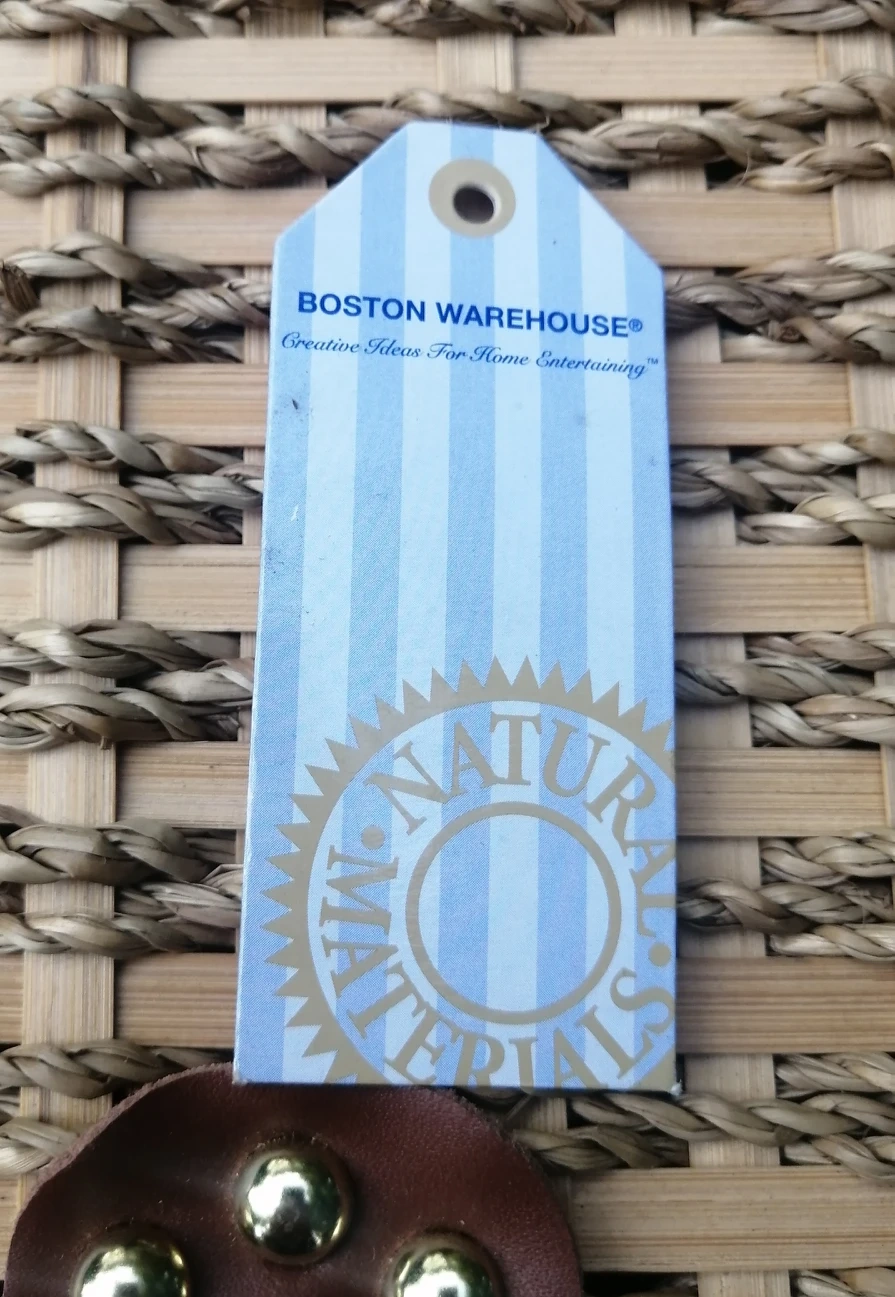 BOSTON WAREHOUSE®
Creative Ideas For Home Entertaining™
NATURAL
• MATERIALS •